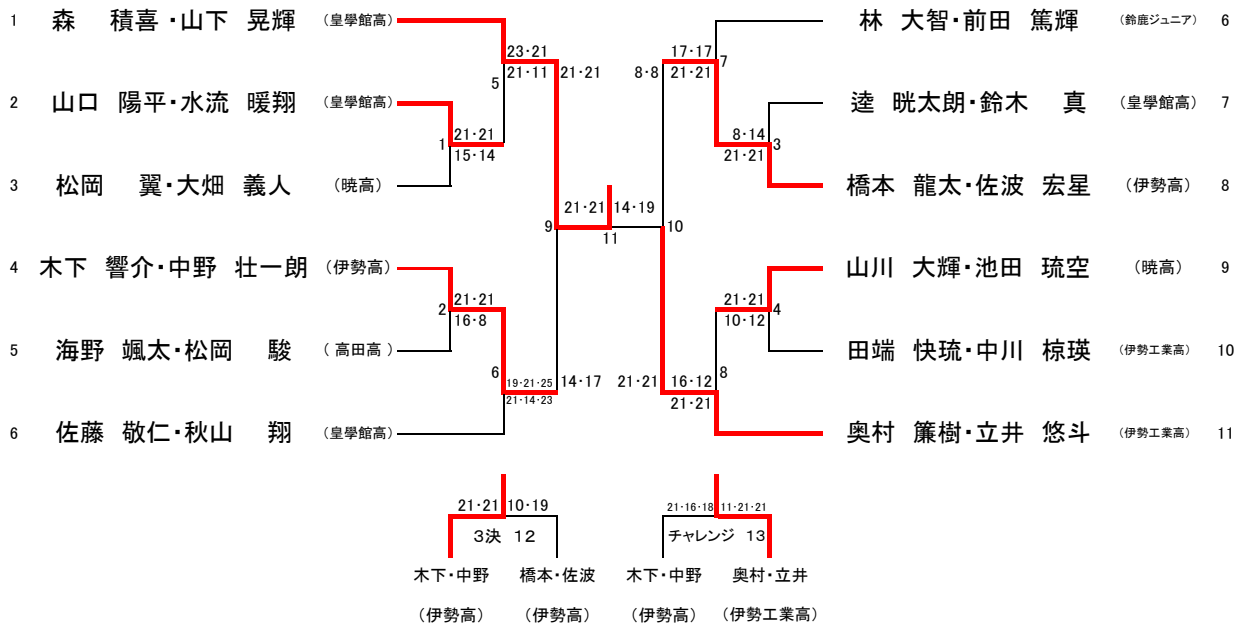 1 森 積喜・山下 晃輝 (皇學館高)
2 山口 陽平・水流 暖翔 (皇學館高)
3 松岡 翼・大畑 義人 (暁高)
4 木下 響介・中野 壮一朗 (伊勢高)
5 海野 颯太・松岡 駿 (高田高)
6 佐藤 敬仁・秋山 翔 (皇學館高)
23・21
5 21・11
21・21
21・21
1 15・14
21・21
2 16・8
6 19・21・25
21・14・23
14・17
9 21・21 14・19
11
林 大智・前田 篤輝 (鈴鹿ジュニア) 6
逵 晄太朗・鈴木 真 (皇學館高) 7
橋本 龍太・佐波 宏星 (伊勢高) 8
山川 大輝・池田 琉空 (暁高) 9
田端 快琉・中川 椋瑛 (伊勢工業高) 10
奥村 簾樹・立井 悠斗 (伊勢工業高) 11
17・17 7
8・8 21・21
8・14 3
21・21
10
21・21 4
10・12
21・21 16・12 8
21・21
21・21 10・19
3決 12
木下・中野 橋本・佐波
(伊勢高) (伊勢高)
21・16・18 11・21・21
チャレンジ 13
木下・中野 奥村・立井
(伊勢高) (伊勢工業高)